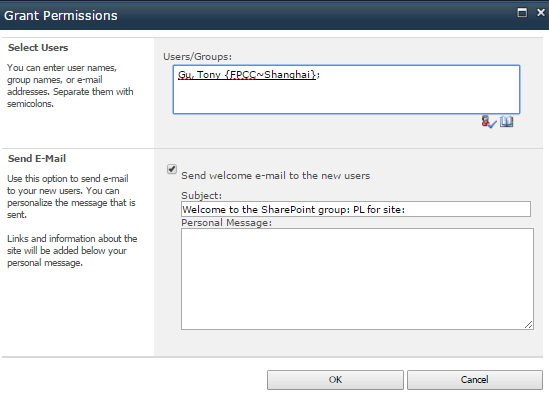 Grant Permissions
Select Users
You can enter user names,
group names, or e-mail
addresses. Separate them with
semicolons.
Users/Groups:
Gu, Tony {FPCC~Shanghai};
Send E-Mail
Use this option to send e-mail
to your new users. You can
personalize the message that is
sent.
Links and information about the
site will be added below your
personal message.
Send welcome e-mail to the new users
Subject:
Welcome to the SharePoint group: PL for site:
Personal Message:
OK
Cancel